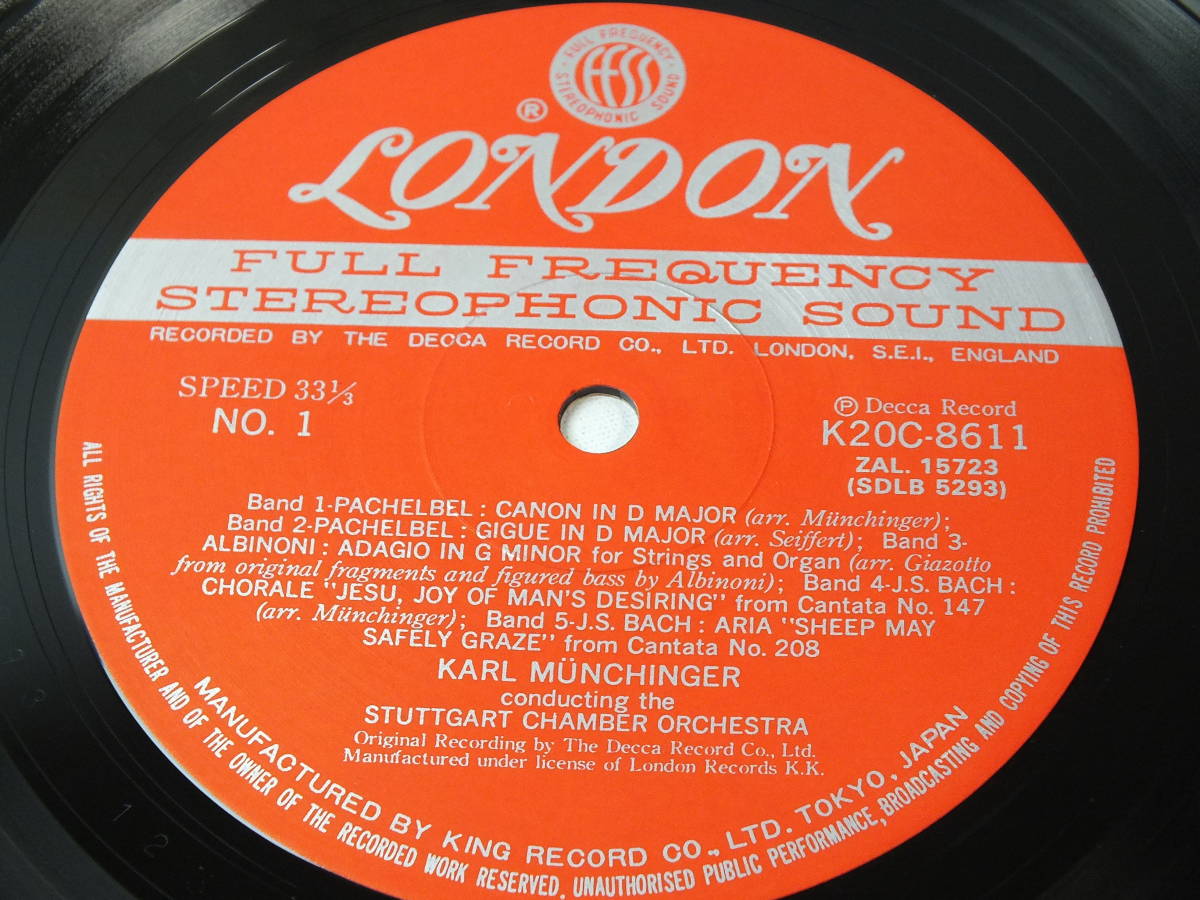 FULL FREQUENCY
STEREOPHONIC SOUND
FFSS
®
LONDON
FULL FREQUENCY
STEREOPHONIC SOUND
RECORDED BY THE DECCA RECORD CO., LTD. LONDON, S.E.I., ENGLAND
SPEED 33⅓
NO. 1
Ⓟ Decca Record
K20C-8611
ZAL. 15723
(SDLB 5293)
Band 1-PACHELBEL : CANON IN D MAJOR (arr. Münchinger);
Band 2-PACHELBEL : GIGUE IN D MAJOR (arr. Seiffert); Band 3-
ALBINONI : ADAGIO IN G MINOR for Strings and Organ (arr. Giazotto
from original fragments and figured bass by Albinoni); Band 4-J.S. BACH :
CHORALE "JESU, JOY OF MAN'S DESIRING" from Cantata No. 147
(arr. Münchinger); Band 5-J.S. BACH : ARIA "SHEEP MAY
SAFELY GRAZE" from Cantata No. 208
KARL MÜNCHINGER
conducting the
STUTTGART CHAMBER ORCHESTRA
Original Recording by The Decca Record Co., Ltd.
Manufactured under license of London Records K.K.
MANUFACTURED BY KING RECORD CO., LTD. TOKYO, JAPAN
ALL RIGHTS OF THE MANUFACTURER AND OF THE OWNER OF THE RECORDED WORK RESERVED. UNAUTHORISED PUBLIC PERFORMANCE, BROADCASTING AND COPYING OF THIS RECORD PROHIBITED
1 2